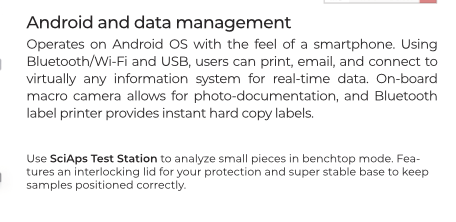 Android and data management
Operates on Android OS with the feel of a smartphone. Using
Bluetooth/Wi-Fi and USB, users can print, email, and connect to
virtually any information system for real-time data. On-board
macro camera allows for photo-documentation, and Bluetooth
label printer provides instant hard copy labels.
Use SciAps Test Station to analyze small pieces in benchtop mode. Fea-
tures an interlocking lid for your protection and super stable base to keep
samples positioned correctly.